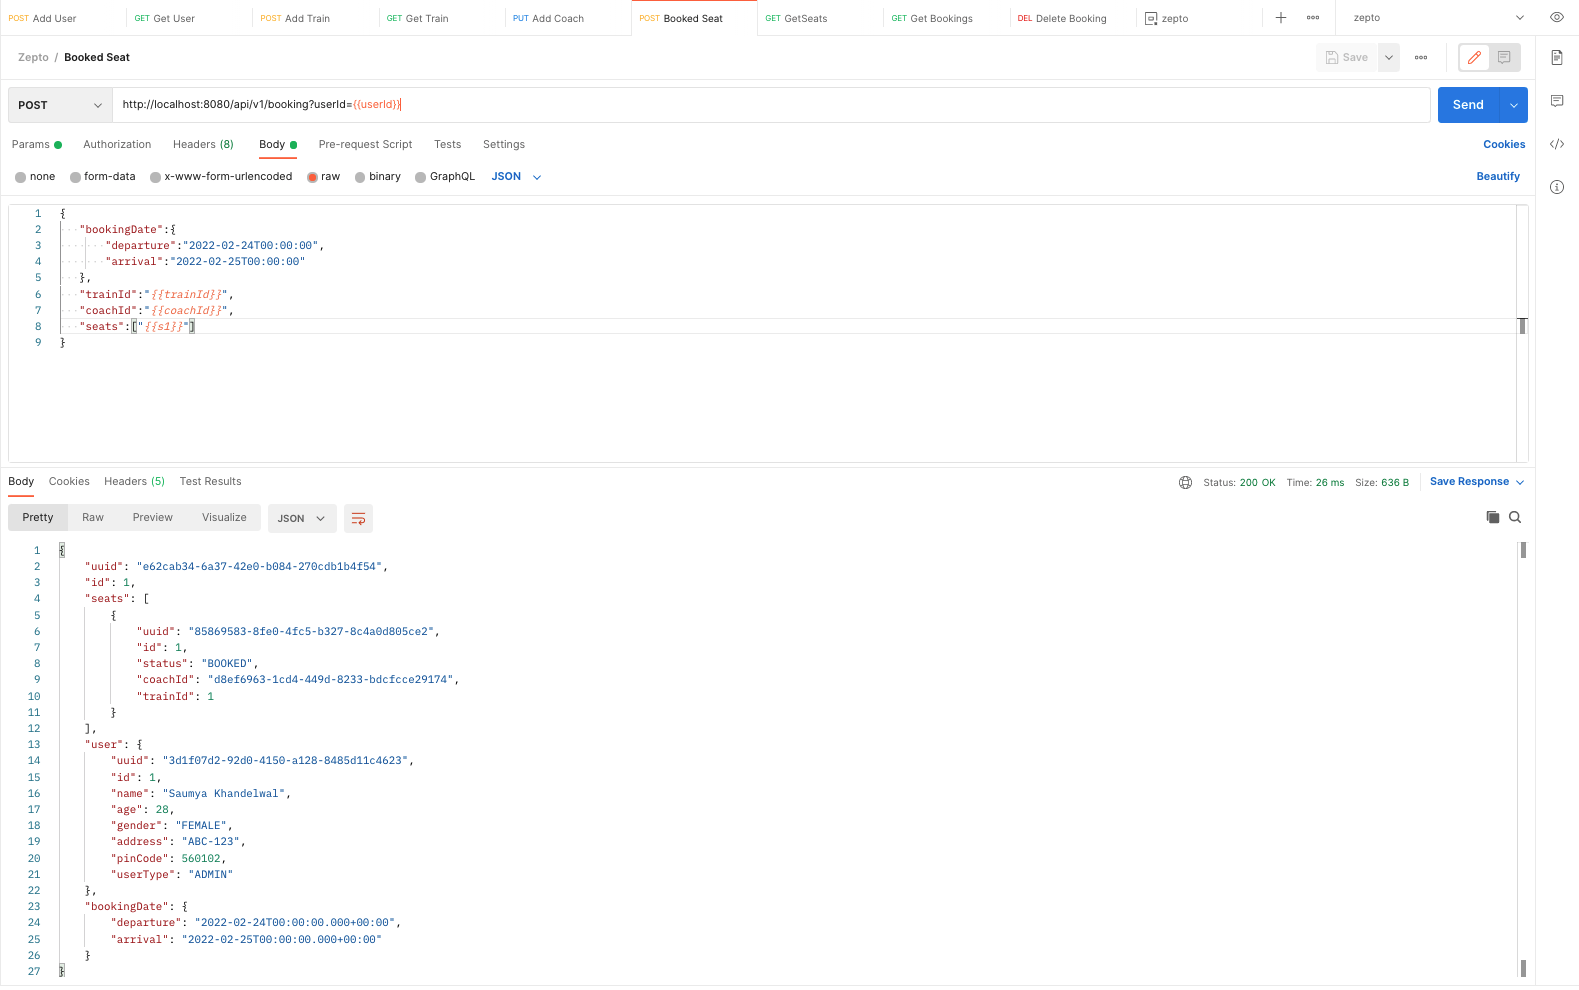 POST Add User GET Get User POST Add Train GET Get Train PUT Add Coach POST Booked Seat GET GetSeats GET Get Bookings DEL Delete Booking zepto zepto
Zepto / Booked Seat Save
POST http://localhost:8080/api/v1/booking?userId={{userId}} Send
Params Authorization Headers (8) Body Pre-request Script Tests Settings Cookies
none form-data x-www-form-urlencoded raw binary GraphQL JSON Beautify
1 {
2 "bookingDate":{
3 "departure":"2022-02-24T00:00:00",
4 "arrival":"2022-02-25T00:00:00"
5 },
6 "trainId":"{{trainId}}",
7 "coachId":"{{coachId}}",
8 "seats":["{{s1}}"]
9 }
Body Cookies Headers (5) Test Results Status: 200 OK Time: 26 ms Size: 636 B Save Response
Pretty Raw Preview Visualize JSON
1 {
2 "uuid": "e62cab34-6a37-42e0-b084-270cdb1b4f54",
3 "id": 1,
4 "seats": [
5 {
6 "uuid": "85869583-8fe0-4fc5-b327-8c4a0d805ce2",
7 "id": 1,
8 "status": "BOOKED",
9 "coachId": "d8ef6963-1cd4-449d-8233-bdcfcce29174",
10 "trainId": 1
11 }
12 ],
13 "user": {
14 "uuid": "3d1f07d2-92d0-4150-a128-8485d11c4623",
15 "id": 1,
16 "name": "Saumya Khandelwal",
17 "age": 28,
18 "gender": "FEMALE",
19 "address": "ABC-123",
20 "pinCode": 560102,
21 "userType": "ADMIN"
22 },
23 "bookingDate": {
24 "departure": "2022-02-24T00:00:00.000+00:00",
25 "arrival": "2022-02-25T00:00:00.000+00:00"
26 }
27 }